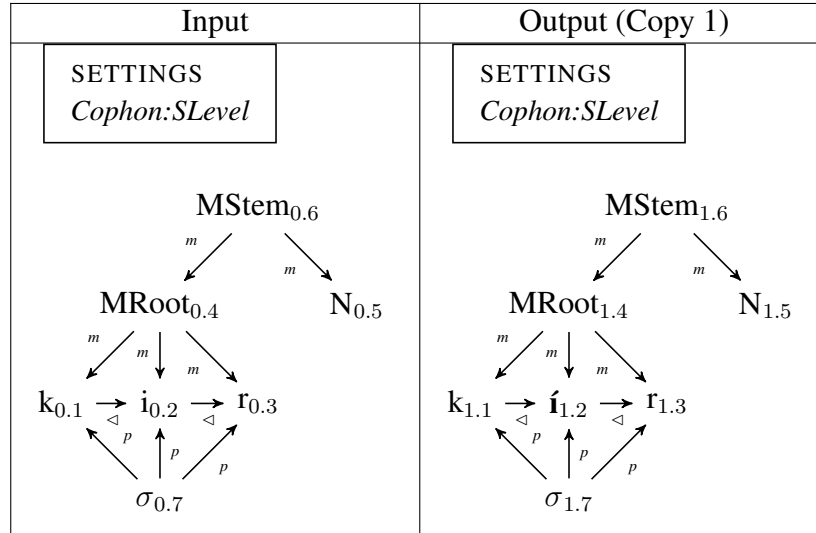 Input Output (Copy 1)
SETTINGS SETTINGS
Cophon:SLevel Cophon:SLevel
MStem0.6 MStem1.6
m m m m
MRoot0.4 N0.5 MRoot1.4 N1.5
m m m m m m
k0.1 i0.2 r0.3 k1.1 í1.2 r1.3
◁ ◁ ◁ ◁
p p p p p p
σ0.7 σ1.7